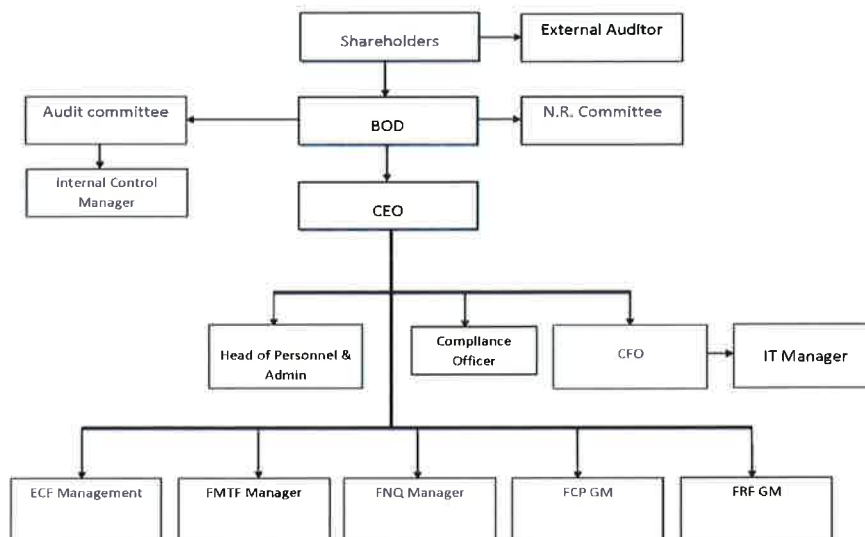 Shareholders
External Auditor
Audit committee
BOD
N.R. Committee
Internal Control
Manager
CEO
Head of Personnel &
Admin
Compliance
Officer
CFO
IT Manager
ECF Management
FMTF Manager
FNQ Manager
FCP GM
FRF GM